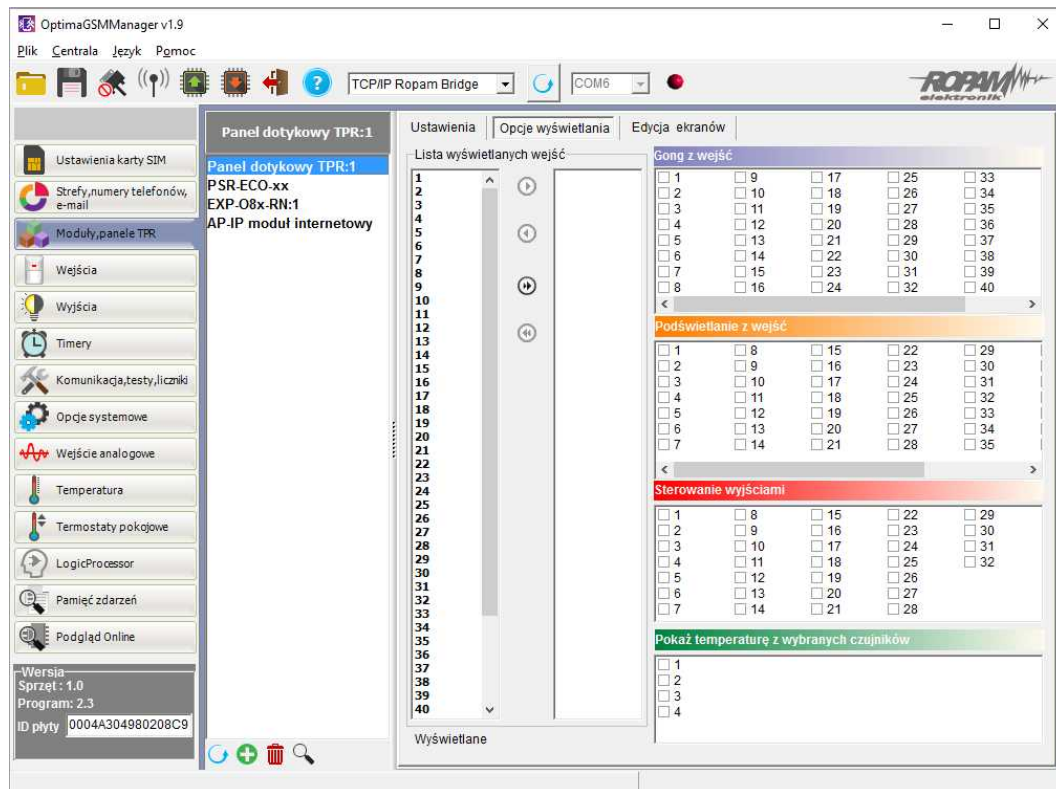 OptimaGSMManager v1.9
Plik Centrala Język Pomoc
TCP/IP Ropam Bridge COM6 ROPAM elektronik
Ustawienia karty SIM
Strefy,numery telefonów, e-mail
Moduły,panele TPR
Wejścia
Wyjścia
Timery
Komunikacja,testy,liczniki
Opcje systemowe
Wejście analogowe
Temperatura
Termostaty pokojowe
LogicProcessor
Pamięć zdarzeń
Podgląd Online
Wersja
Sprzęt : 1.0
Program: 2.3
ID płyty 0004A304980208C9
Panel dotykowy TPR:1
Panel dotykowy TPR:1
PSR-ECO-xx
EXP-O8x-RN:1
AP-IP moduł internetowy
Ustawienia Opcje wyświetlania Edycja ekranów
Lista wyświetlanych wejść
1
2
3
4
5
6
7
8
9
10
11
12
13
14
15
16
17
18
19
20
21
22
23
24
25
26
27
28
29
30
31
32
33
34
35
36
37
38
39
40
Wyświetlane
Gong z wejść
1 9 17 25 33
2 10 18 26 34
3 11 19 27 35
4 12 20 28 36
5 13 21 29 37
6 14 22 30 38
7 15 23 31 39
8 16 24 32 40
Podświetlanie z wejść
1 8 15 22 29
2 9 16 23 30
3 10 17 24 31
4 11 18 25 32
5 12 19 26 33
6 13 20 27 34
7 14 21 28 35
Sterowanie wyjściami
1 8 15 22 29
2 9 16 23 30
3 10 17 24 31
4 11 18 25 32
5 12 19 26
6 13 20 27
7 14 21 28
Pokaż temperaturę z wybranych czujników
1
2
3
4